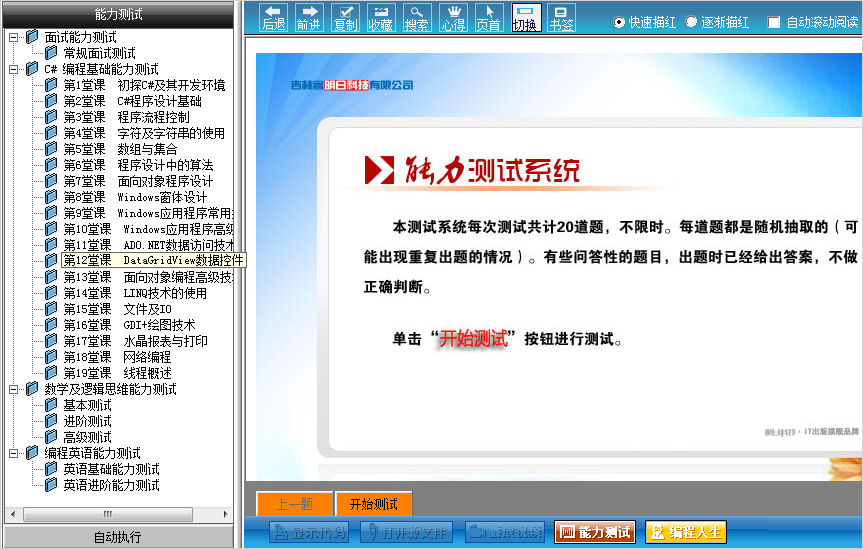 能力测试
面试能力测试
常规面试测试
C# 编程基础能力测试
第1堂课 初探C#及其开发环境
第2堂课 C#程序设计基础
第3堂课 程序流程控制
第4堂课 字符及字符串的使用
第5堂课 数组与集合
第6堂课 程序设计中的算法
第7堂课 面向对象程序设计
第8堂课 Windows窗体设计
第9堂课 Windows应用程序常用
第10堂课 Windows应用程序高级
第11堂课 ADO.NET数据访问技术
第12堂课 DataGridView数据控件
第13堂课 面向对象编程高级技
第14堂课 LINQ技术的使用
第15堂课 文件及IO
第16堂课 GDI+绘图技术
第17堂课 水晶报表与打印
第18堂课 网络编程
第19堂课 线程概述
数学及逻辑思维能力测试
基本测试
进阶测试
高级测试
编程英语能力测试
英语基础能力测试
英语进阶能力测试
自动执行
后退 前进 复制 收藏 搜索 心得 页首 切换 书签 快速描红 逐渐描红 自动滚动阅读
吉林省明日科技有限公司
能力测试系统
本测试系统每次测试共计20道题，不限时。每道题都是随机抽取的（可
能出现重复出题的情况）。有些问答性的题目，出题时已经给出答案，不做
正确判断。
单击“开始测试”按钮进行测试。
明日科技·IT出版旗舰品牌
上一题 开始测试
显示代码 打开源文件 播放视频 能力测试 编程人生